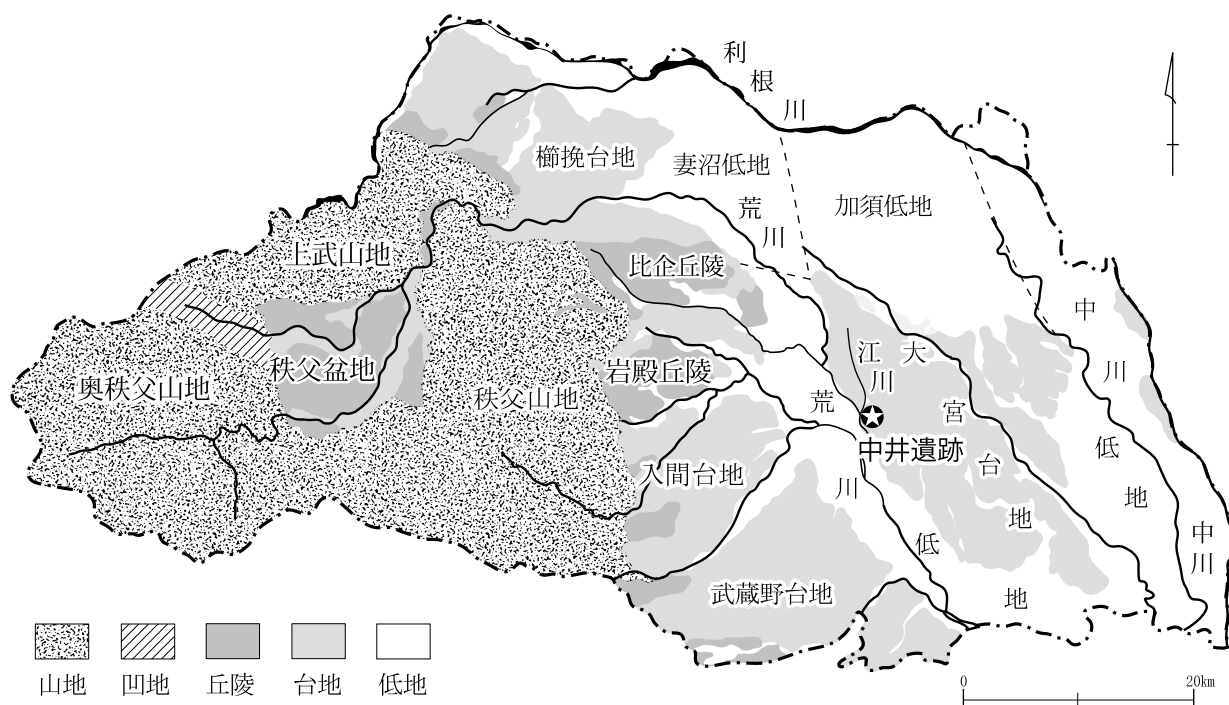 利根川
櫛挽台地
妻沼低地
加須低地
荒川
上武山地
比企丘陵
中川低地
江川
大宮台地
秩父盆地
岩殿丘陵
奥秩父山地
秩父山地
荒川低地
中井遺跡
入間台地
中川
武蔵野台地
山地
凹地
丘陵
台地
低地
0
20km